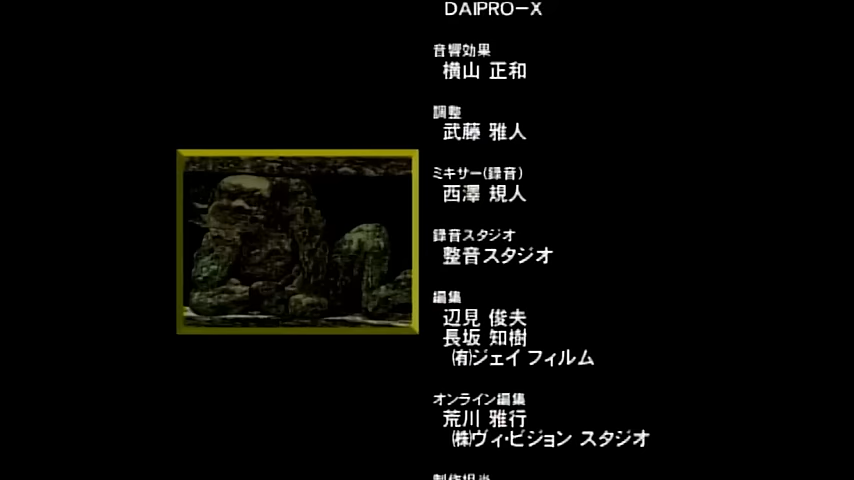 DAIPRO－X
音響効果
横山 正和
調整
武藤 雅人
ミキサー(録音)
西澤 規人
録音スタジオ
整音スタジオ
編集
辺見 俊夫
長坂 知樹
㈲ジェイ フィルム
オンライン編集
荒川 雅行
㈱ヴィ・ビジョン スタジオ
制作担当